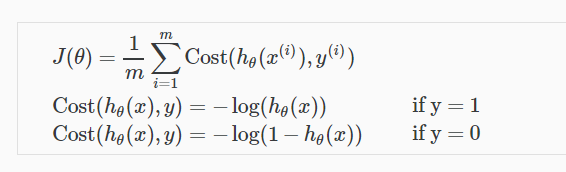 J(θ) = 1/m ∑_{i=1}^{m} Cost(h_θ(x^{(i)}), y^{(i)})
Cost(h_θ(x), y) = − log(h_θ(x)) if y = 1
Cost(h_θ(x), y) = − log(1 − h_θ(x)) if y = 0